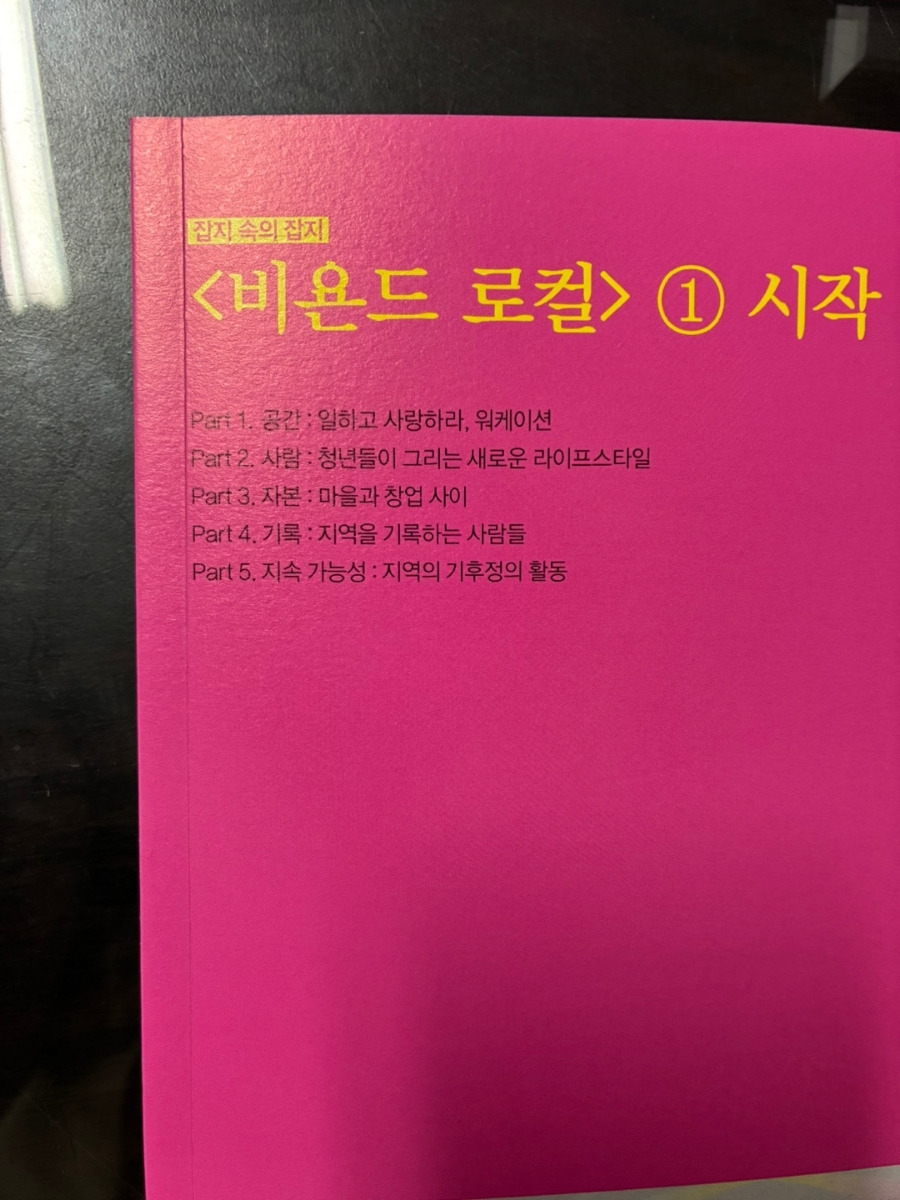 잡지 속의 잡지
<비욘드 로컬> ① 시작
Part 1. 공간 : 일하고 사랑하라, 워케이션
Part 2. 사람 : 청년들이 그리는 새로운 라이프스타일
Part 3. 자본 : 마을과 창업 사이
Part 4. 기록 : 지역을 기록하는 사람들
Part 5. 지속 가능성 : 지역의 기후정의 활동